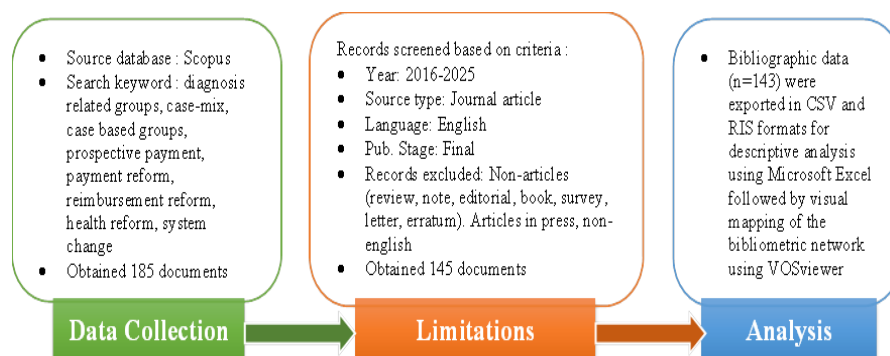 • Source database : Scopus
• Search keyword : diagnosis
related groups, case-mix,
case based groups,
prospective payment,
payment reform,
reimbursement reform,
health reform, system
change
• Obtained 185 documents
Data Collection
Records screened based on criteria :
• Year: 2016-2025
• Source type: Journal article
• Language: English
• Pub. Stage: Final
• Records excluded: Non-articles
(review, note, editorial, book, survey,
letter, erratum). Articles in press, non-
english
• Obtained 145 documents
Limitations
• Bibliographic data
(n=143) were
exported in CSV and
RIS formats for
descriptive analysis
using Microsoft Excel
followed by visual
mapping of the
bibliometric network
using VOSviewer
Analysis